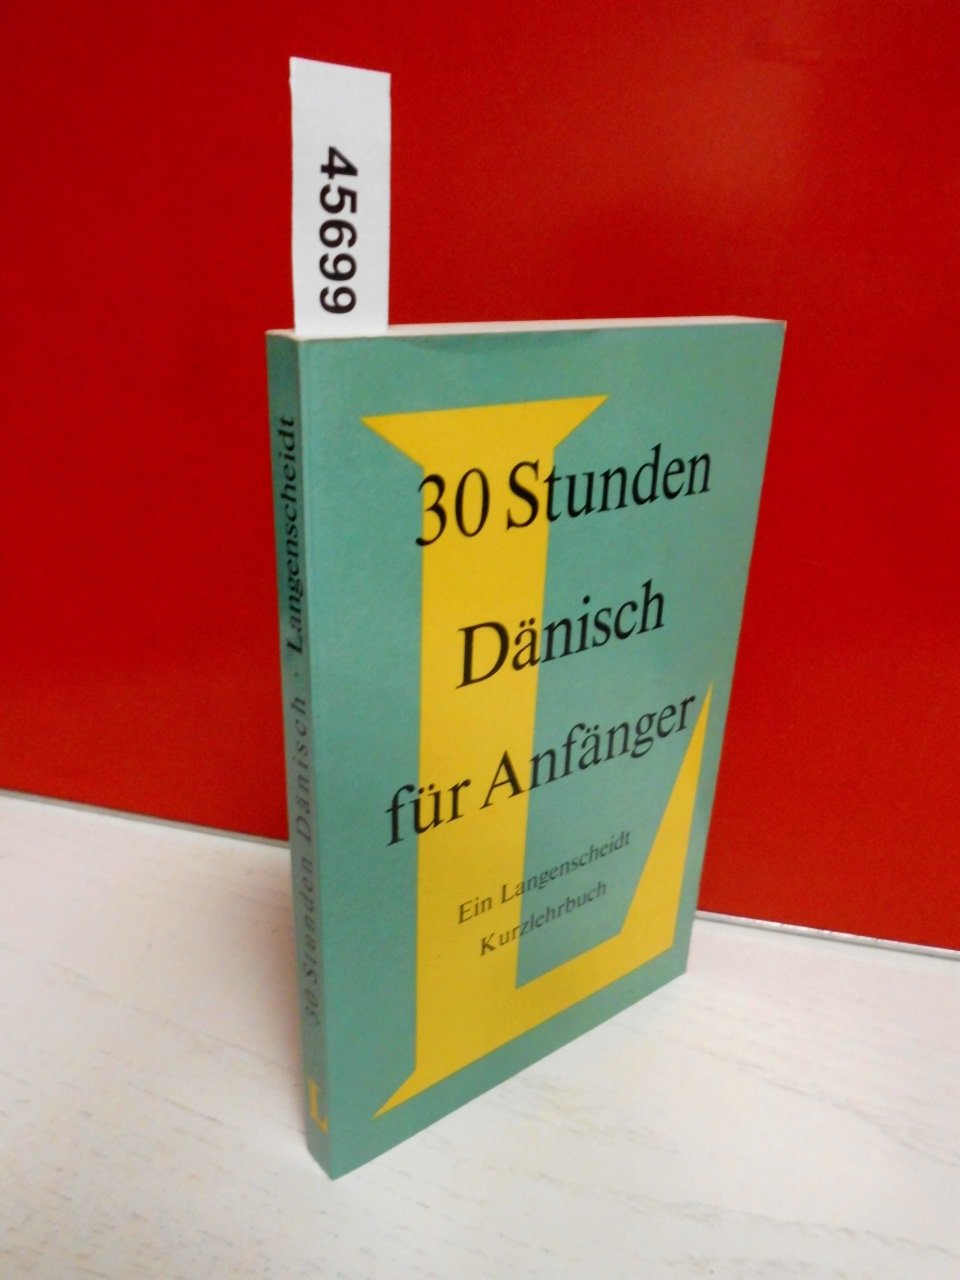 45699
30 Stunden
Dänisch
für Anfänger
Ein Langenscheidt
Kurzlehrbuch
30 Stunden Dänisch · Langenscheidt
L